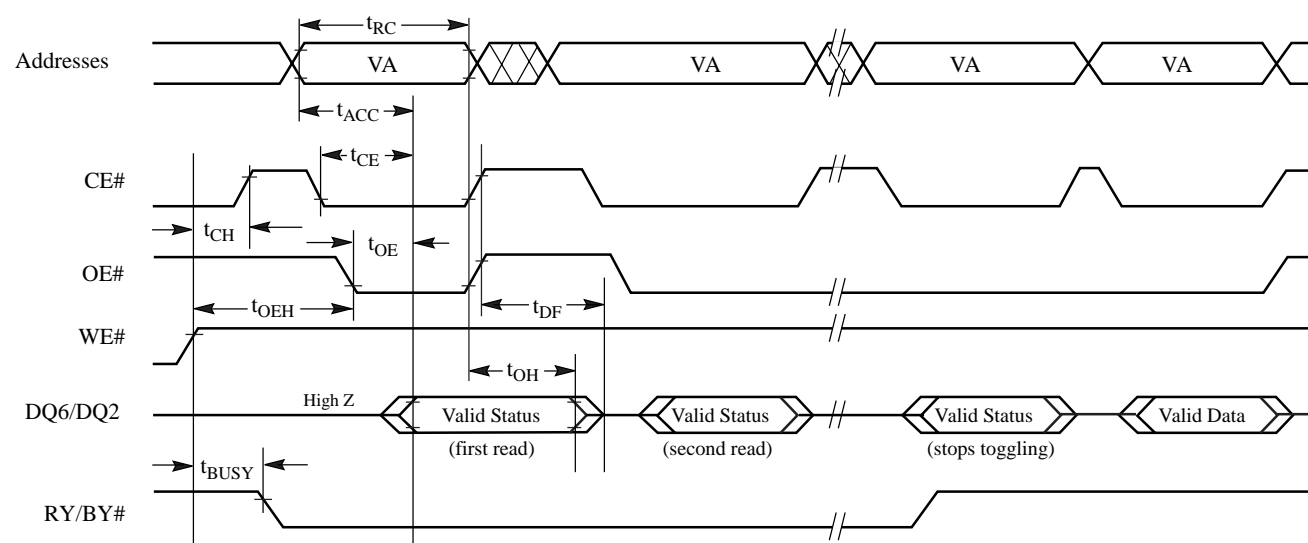 tRC
Addresses VA VA VA VA
tACC
tCE
CE#
tCH tOE
OE#
tOEH tDF
WE#
tOH
High Z
DQ6/DQ2 Valid Status Valid Status Valid Status Valid Data
(first read) (second read) (stops toggling)
tBUSY
RY/BY#